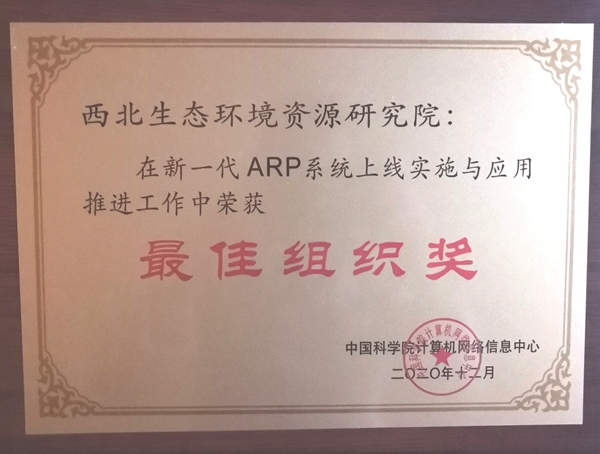 西北生态环境资源研究院：
在新一代 ARP系统上线实施与应用
推进工作中荣获
最佳组织奖
中国科学院计算机网络信息中心
二〇二〇年十二月